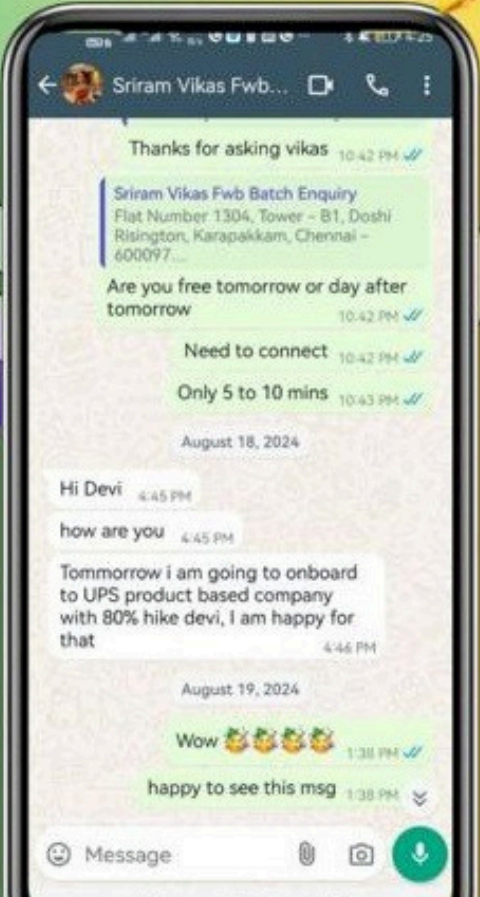 4:25
Sriram Vikas Fwb...
Thanks for asking vikas 10:42 PM
Sriram Vikas Fwb Batch Enquiry
Flat Number 1304, Tower – B1, Doshi
Risington, Karapakkam, Chennai –
600097...
Are you free tomorrow or day after
tomorrow
10:42 PM
Need to connect 10:42 PM
Only 5 to 10 mins 10:43 PM
August 18, 2024
Hi Devi 4:45 PM
how are you 4:45 PM
Tommorrow i am going to onboard
to UPS product based company
with 80% hike devi, I am happy for
that
4:46 PM
August 19, 2024
Wow 🥳🥳🥳🥳 1:38 PM
happy to see this msg 1:38 PM
Message